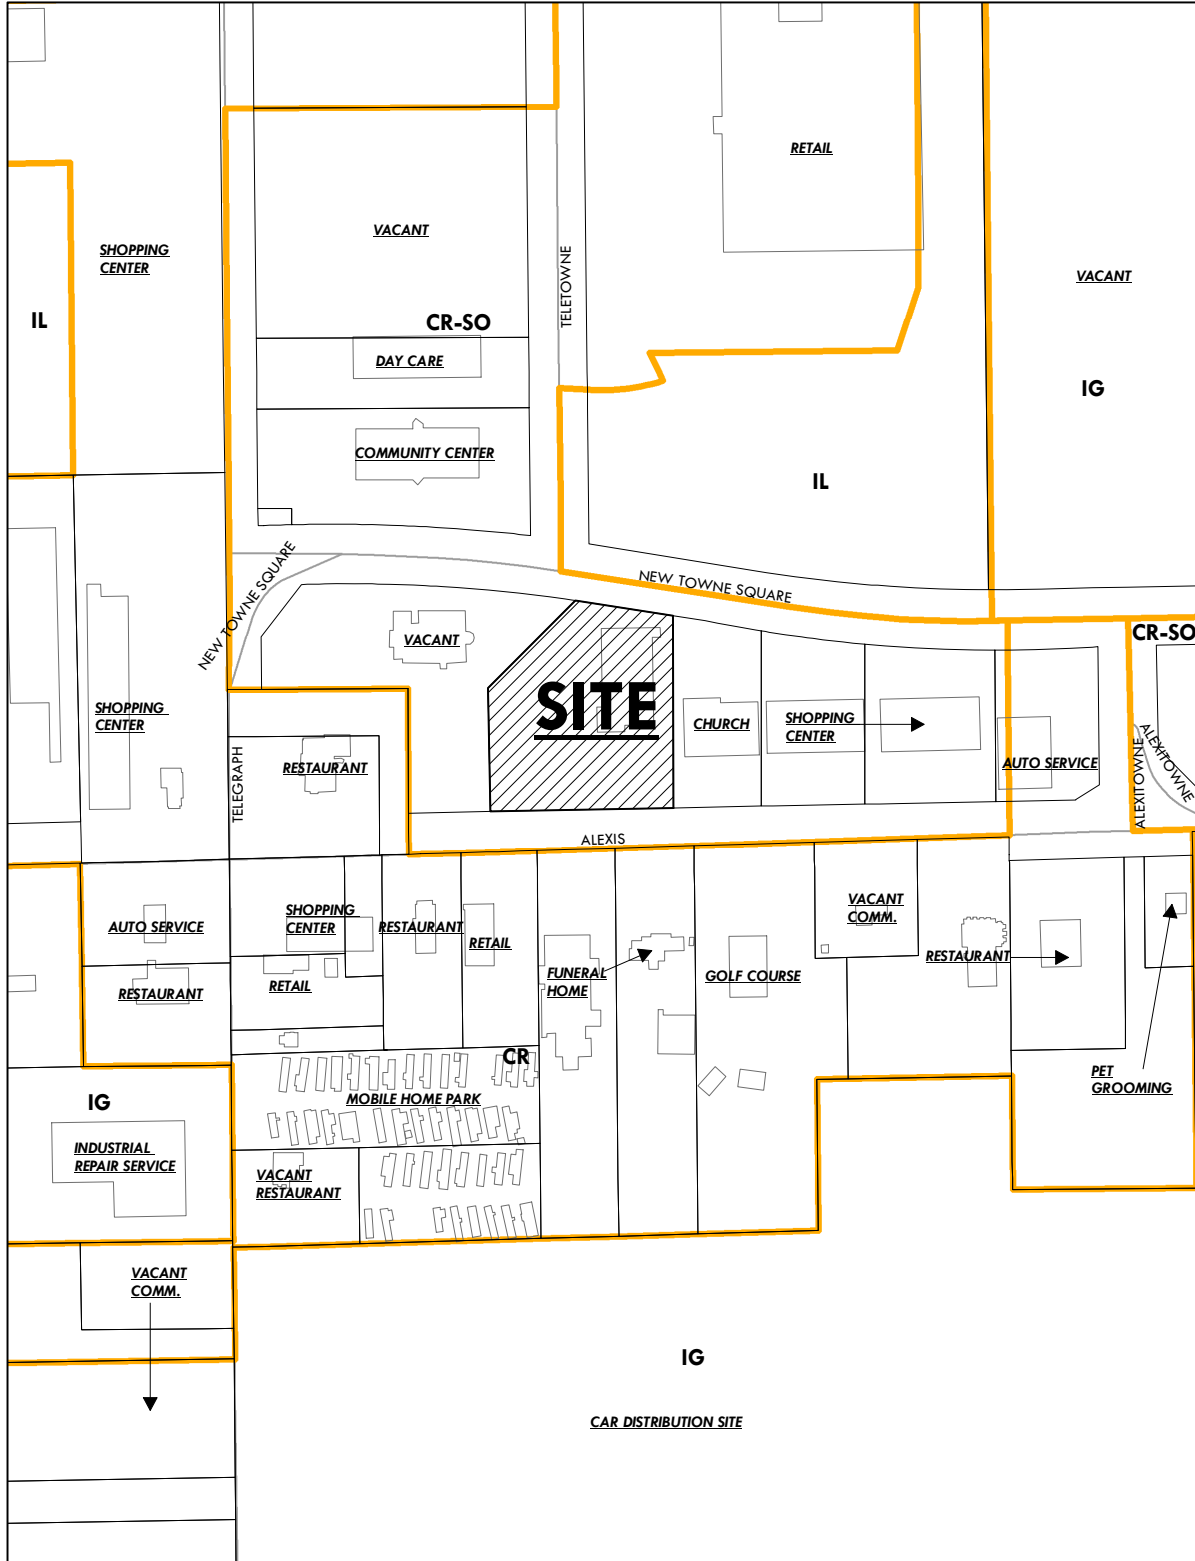 RETAIL
VACANT
SHOPPING
CENTER
TELETOWNE
VACANT
IL
CR-SO
DAY CARE
IG
COMMUNITY CENTER
IL
NEW TOWNE SQUARE
NEW TOWNE SQUARE
VACANT
CR-SO
SITE
SHOPPING
CENTER
CHURCH
SHOPPING
CENTER
RESTAURANT
TELEGRAPH
AUTO SERVICE
ALEXITOWNE
ALEXITOWNE
ALEXIS
AUTO SERVICE
SHOPPING
CENTER
RESTAURANT
RETAIL
VACANT
COMM.
RESTAURANT
RESTAURANT
RETAIL
FUNERAL
HOME
GOLF COURSE
CR
PET
GROOMING
IG
MOBILE HOME PARK
INDUSTRIAL
REPAIR SERVICE
VACANT
RESTAURANT
VACANT
COMM.
IG
CAR DISTRIBUTION SITE